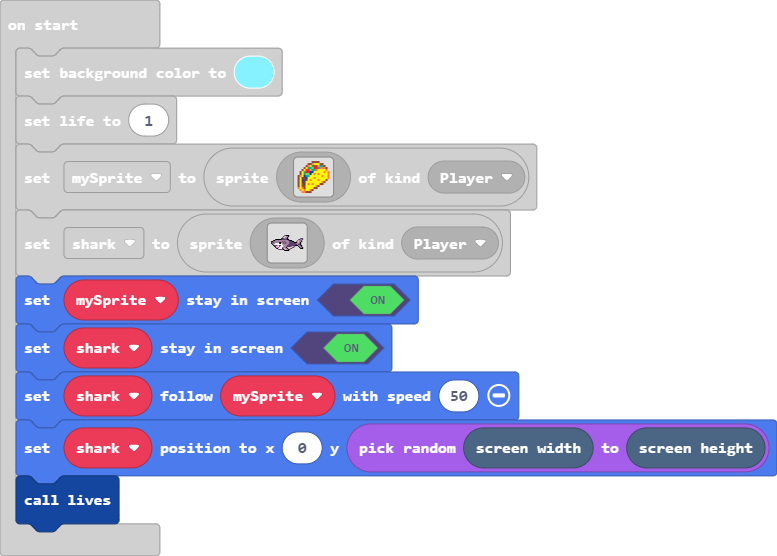 on start
set background color to
set life to 1
set mySprite to sprite of kind Player
set shark to sprite of kind Player
set mySprite stay in screen ON
set shark stay in screen ON
set shark follow mySprite with speed 50
set shark position to x 0 y pick random screen width to screen height
call lives